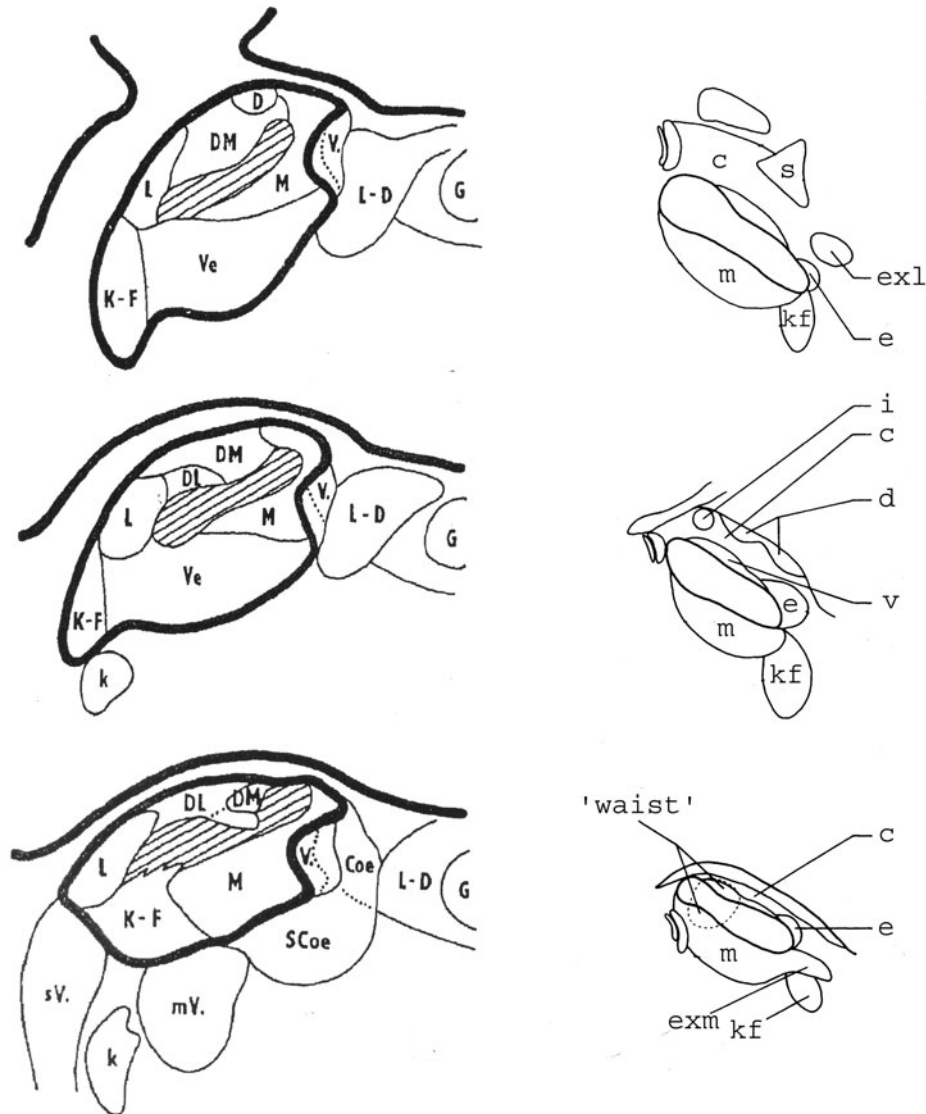 D
DM
V.
L
M
L-D
G
Ve
K-F
c
s
m
exl
kf
e
DM
DL
V.
L
M
L-D
G
Ve
K-F
k
i
c
d
v
e
m
kf
DL
DM
V.
Coe
L
M
L-D
G
K-F
SCoe
sV.
mV.
k
'waist'
c
e
m
exm
kf